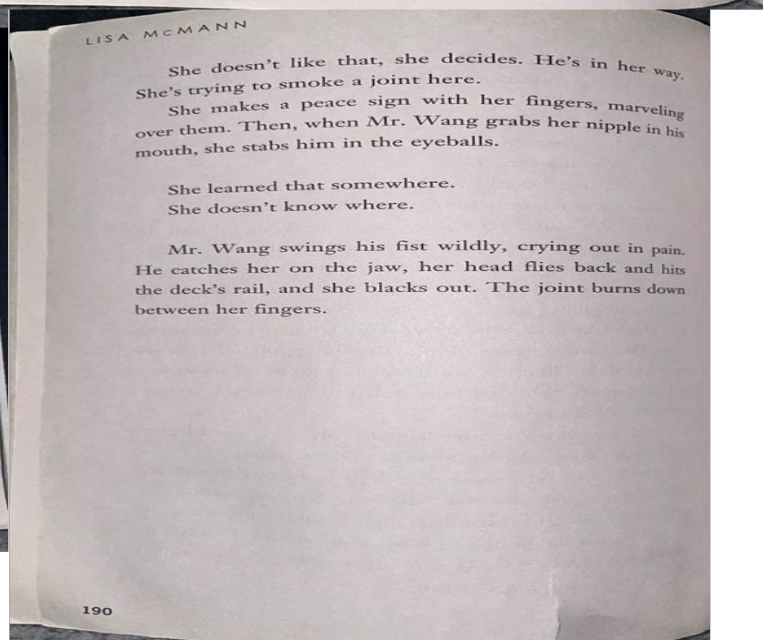 LISA McMANN
She doesn't like that, she decides. He's in her way.
She's trying to smoke a joint here.
She makes a peace sign with her fingers, marveling
over them. Then, when Mr. Wang grabs her nipple in his
mouth, she stabs him in the eyeballs.
She learned that somewhere.
She doesn't know where.
Mr. Wang swings his fist wildly, crying out in pain.
He catches her on the jaw, her head flies back and hits
the deck's rail, and she blacks out. The joint burns down
between her fingers.
190